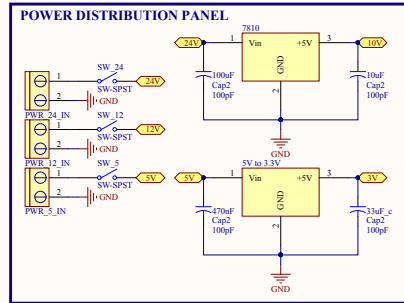 POWER DISTRIBUTION PANEL
SW_24
1
24V
SW-SPST
2
GND
PWR_24_IN
SW_12
1
12V
SW-SPST
2
GND
PWR_12_IN
SW_5
1
5V
SW-SPST
2
GND
PWR_5_IN
7810
24V
1
Vin
+5V
3
10V
GND
2
100uF
Cap2
100pF
10uF
Cap2
100pF
GND
5V to 3.3V
5V
1
Vin
+5V
3
3V
GND
2
470nF
Cap2
100pF
33uF_c
Cap2
100pF
GND